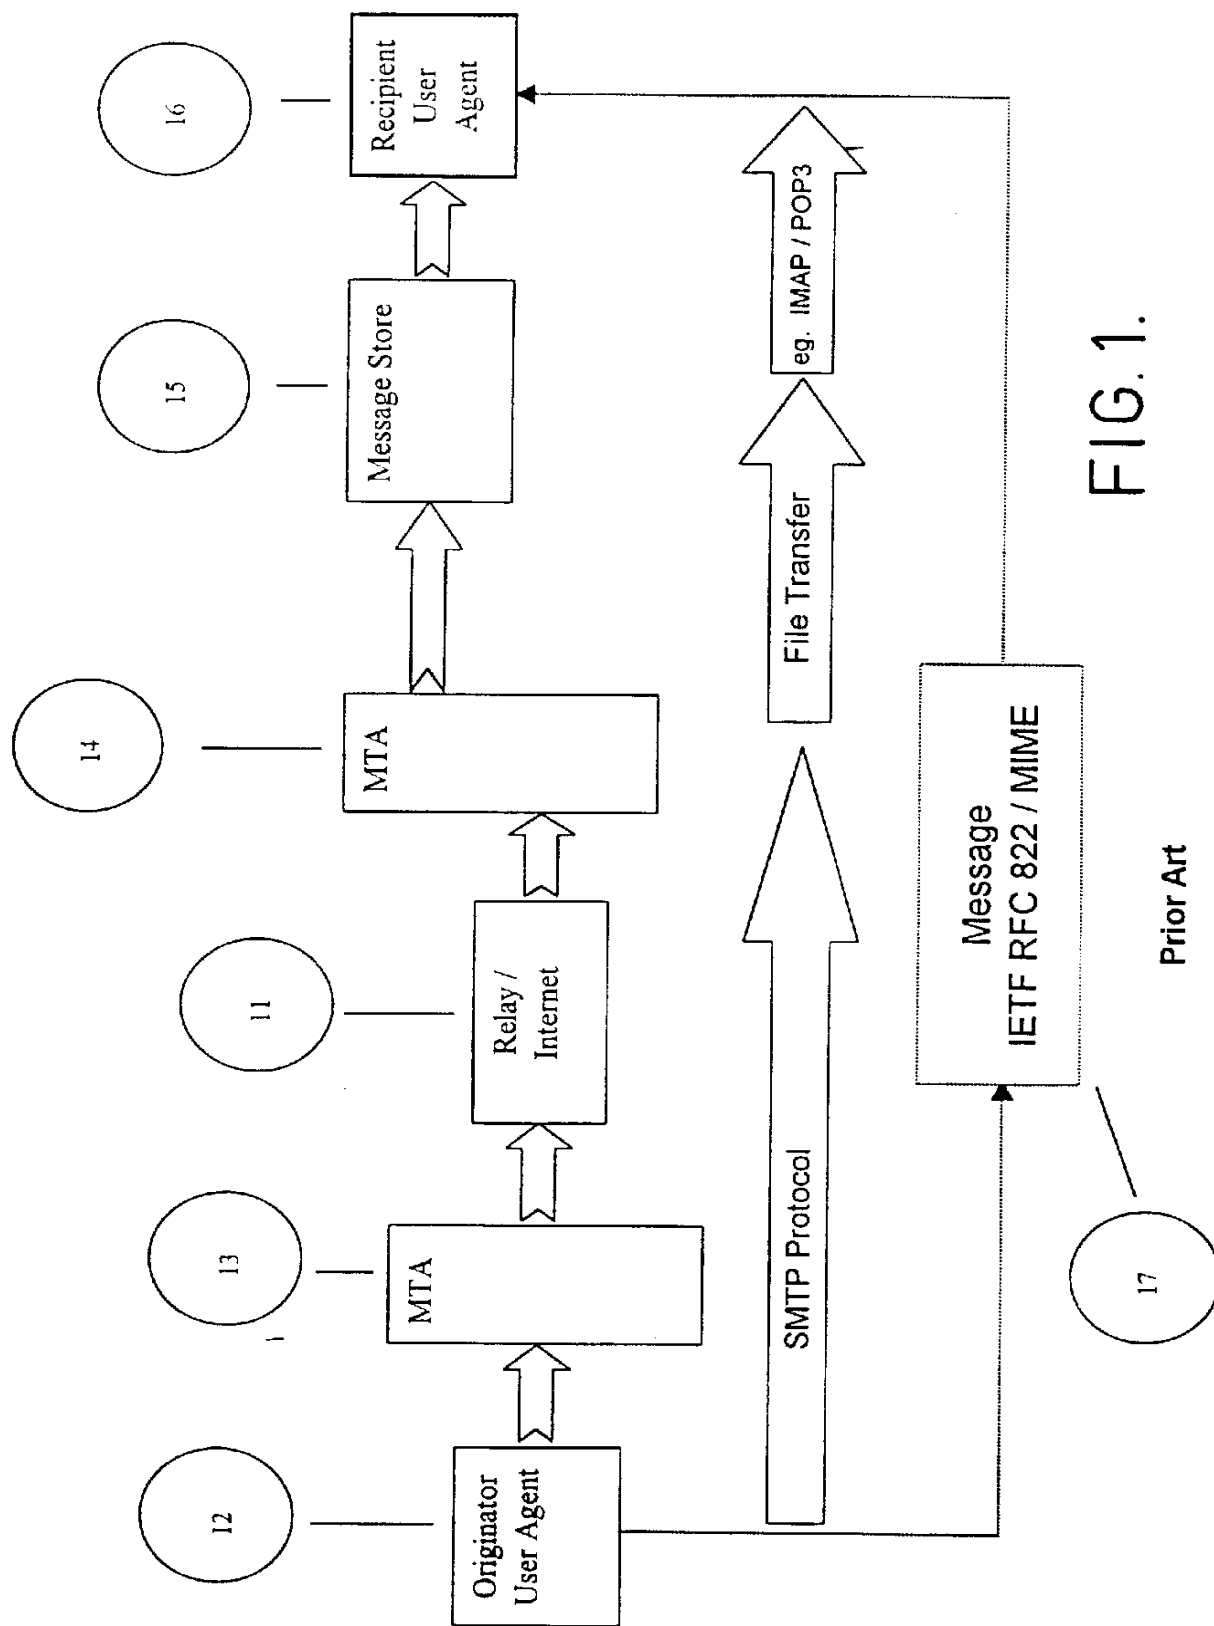 12
13
11
14
15
16
Originator
User Agent
MTA
Relay /
Internet
MTA
Message Store
Recipient
User
Agent
SMTP Protocol
File Transfer
eg. IMAP / POP3
Message
IETF RFC 822 / MIME
17
Prior Art
FIG. 1.